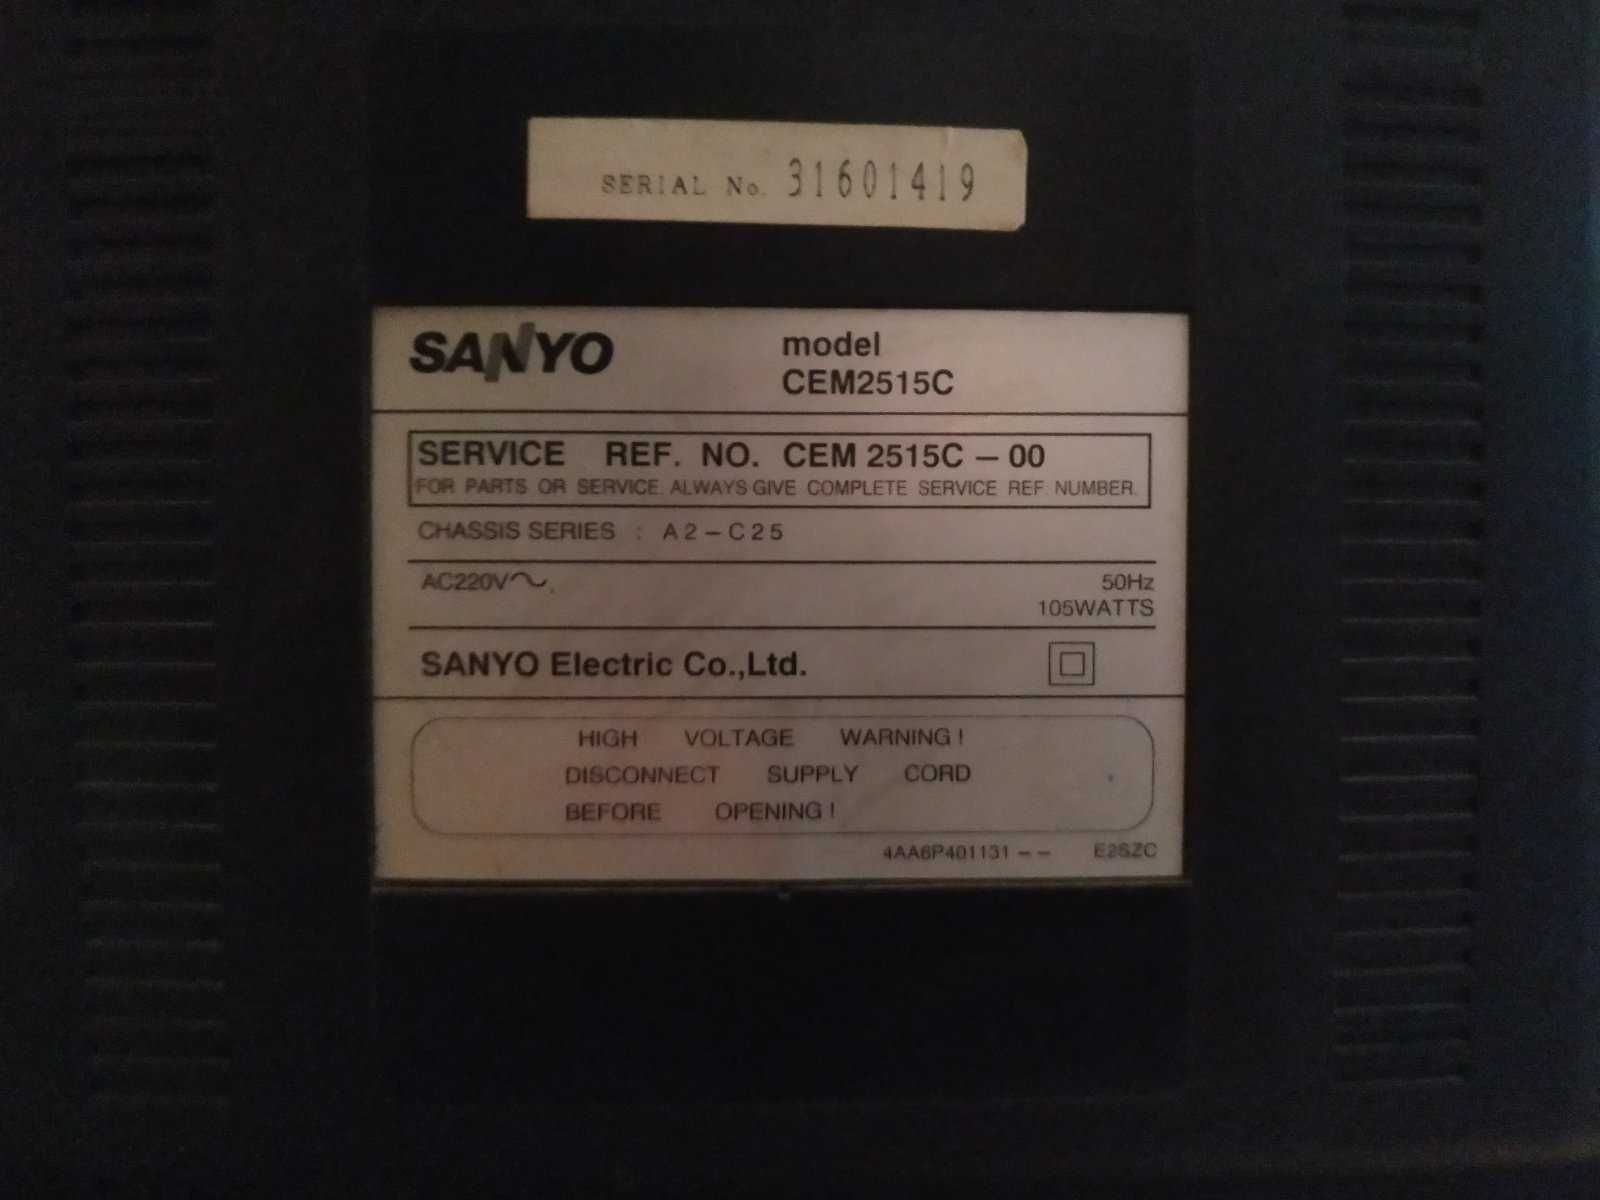 SERIAL No. 31601419
SANYO
model
CEM2515C
SERVICE REF. NO. CEM 2515C – 00
FOR PARTS OR SERVICE ALWAYS GIVE COMPLETE SERVICE REF. NUMBER.
CHASSIS SERIES : A2–C25
AC220V～. 50Hz
105WATTS
SANYO Electric Co.,Ltd.
HIGH VOLTAGE WARNING!
DISCONNECT SUPPLY CORD
BEFORE OPENING!
4AA6P401131 – – E2SZC